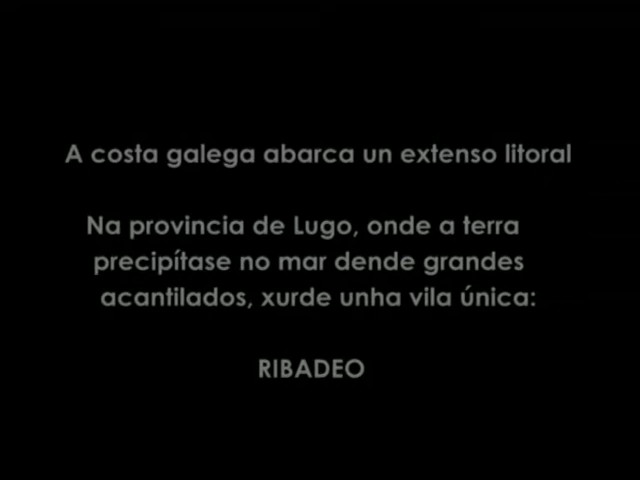 A costa galega abarca un extenso litoral
Na provincia de Lugo, onde a terra
precipítase no mar dende grandes
acantilados, xurde unha vila única:
RIBADEO